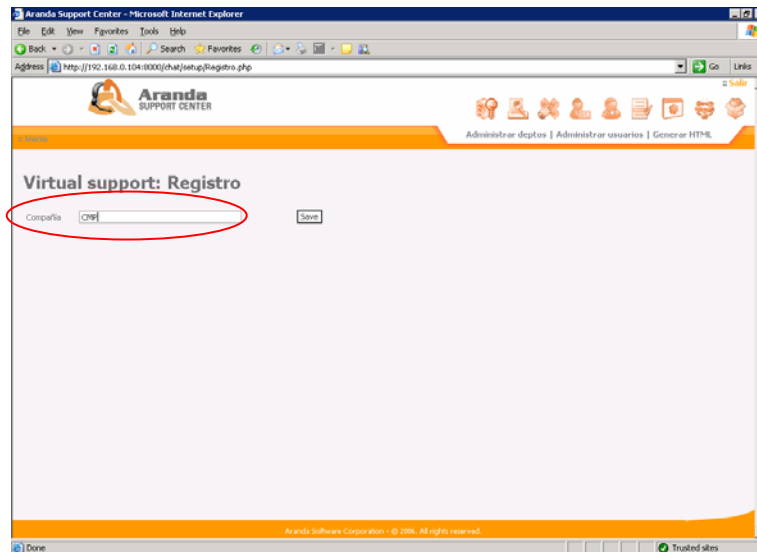 Aranda Support Center - Microsoft Internet Explorer
File Edit View Favorites Tools Help
Back Search Favorites
Address http://192.168.0.104:8000/chat/setup/Registro.php Go Links
Aranda
SUPPORT CENTER
:: Salir
Administrar deptos | Administrar usuarios | Generar HTML
:: Inicio
Virtual support: Registro
Compañía CMP Save
Aranda Software Corporation - © 2006. All rights reserved.
Done Trusted sites